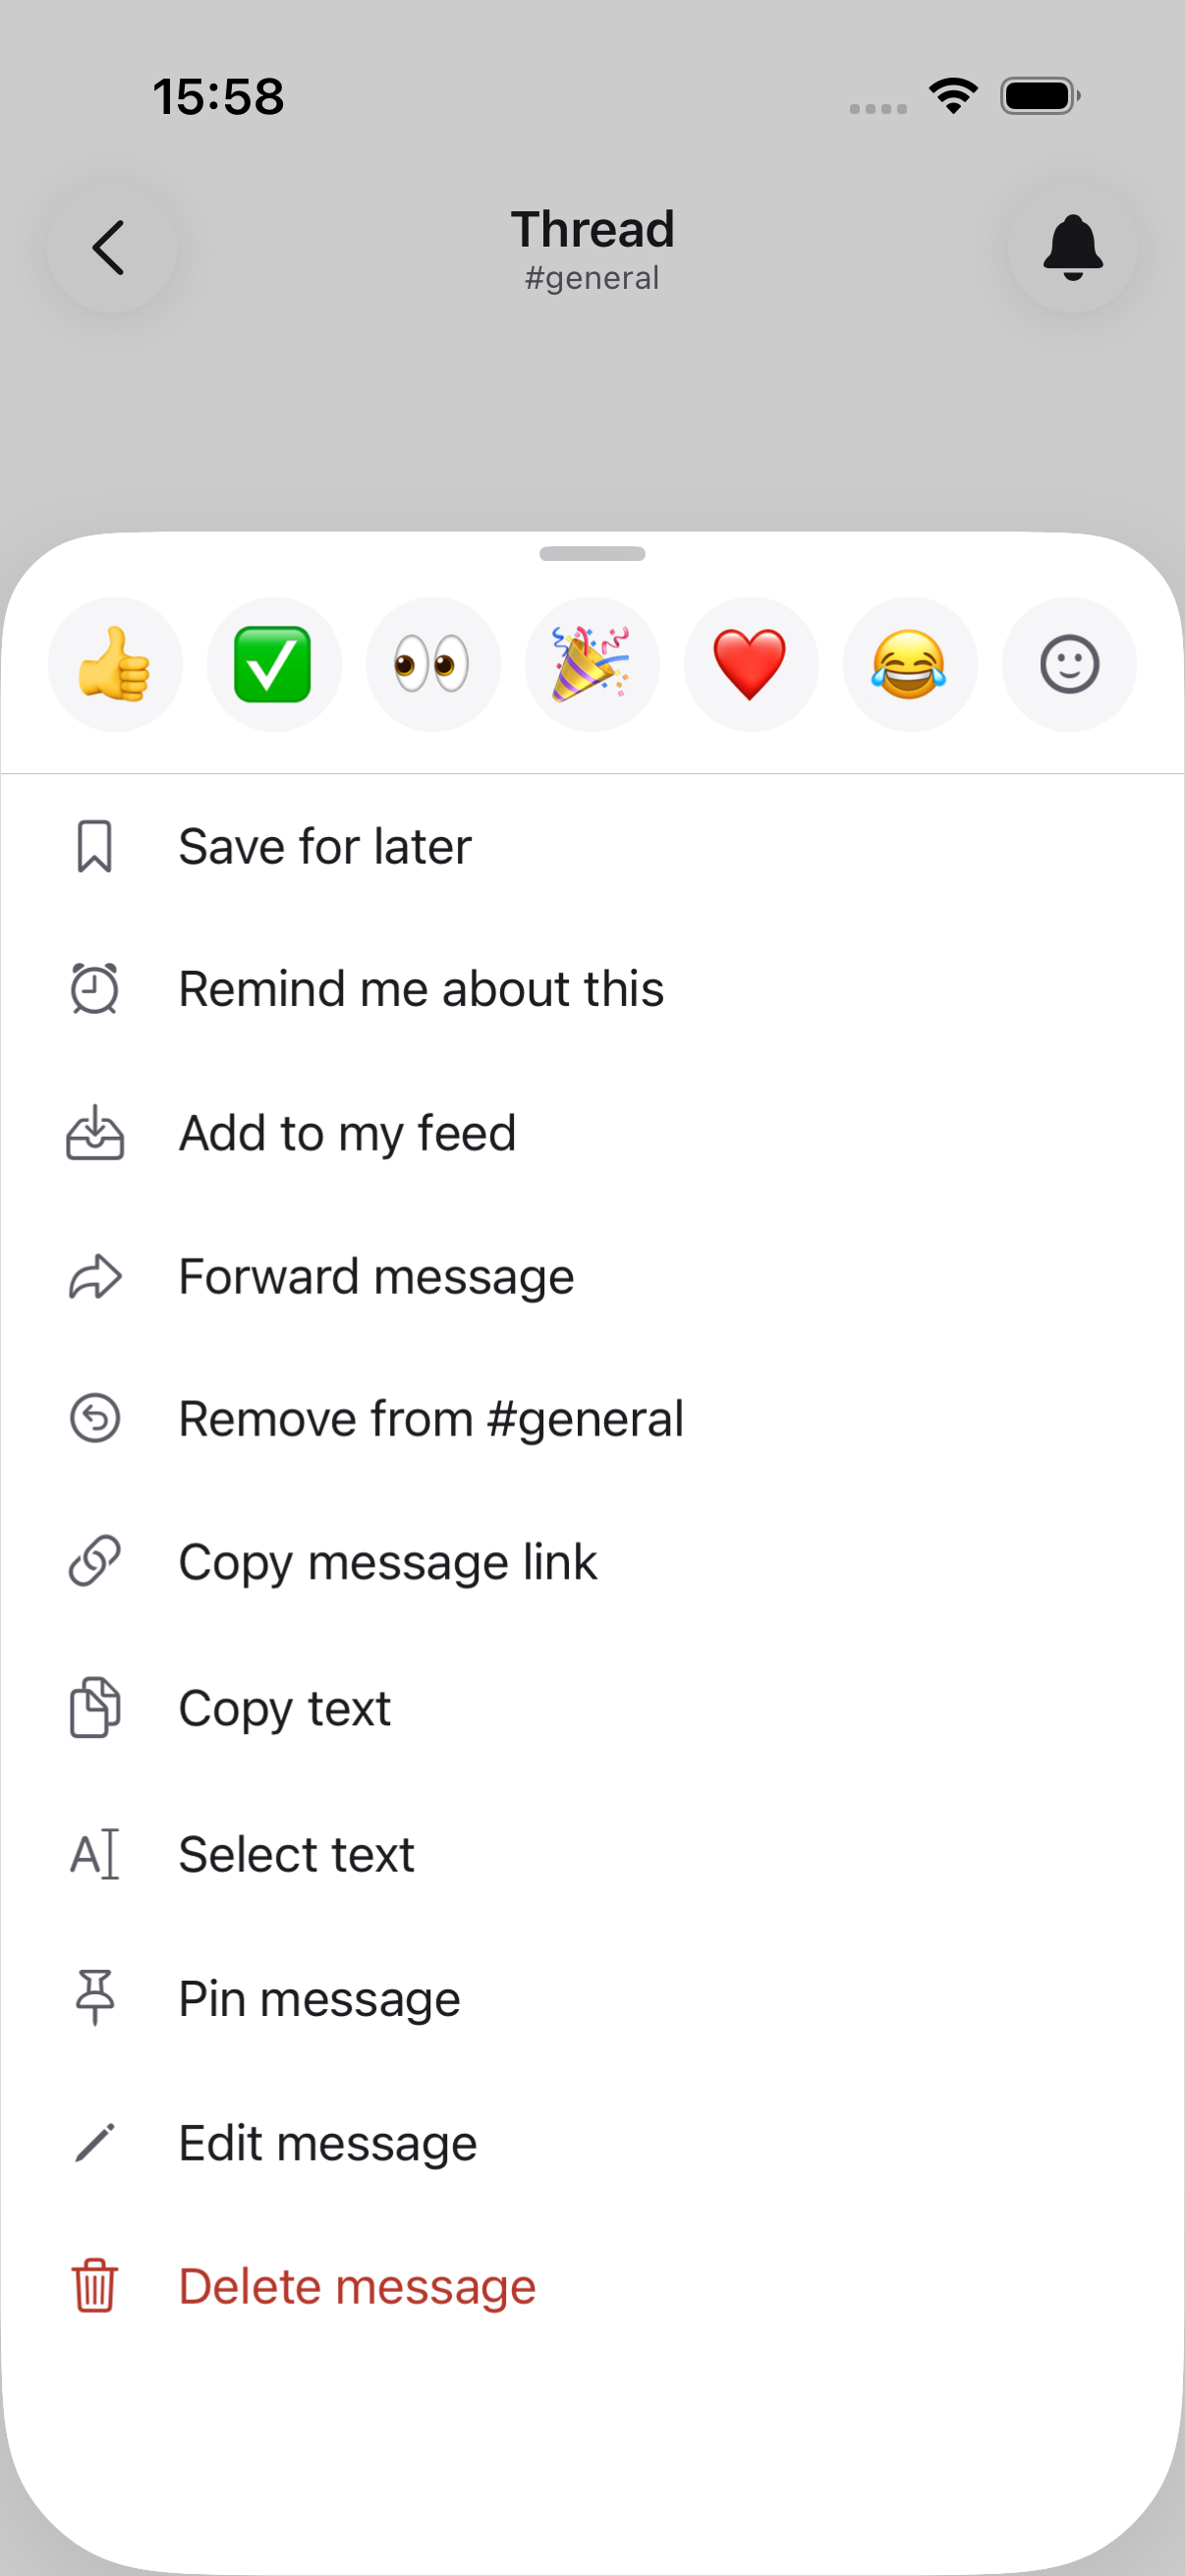 15:58
Thread
#general
Save for later
Remind me about this
Add to my feed
Forward message
Remove from #general
Copy message link
Copy text
Select text
Pin message
Edit message
Delete message